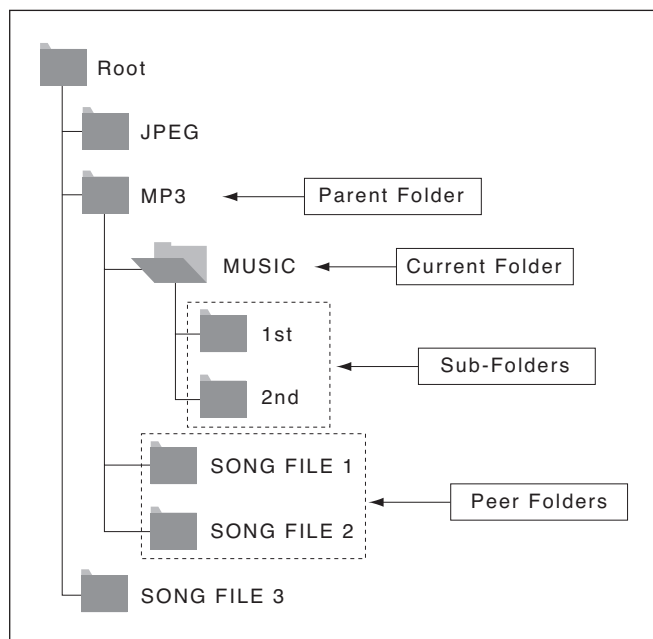 Root
JPEG
MP3
Parent Folder
MUSIC
Current Folder
1st
Sub-Folders
2nd
SONG FILE 1
Peer Folders
SONG FILE 2
SONG FILE 3